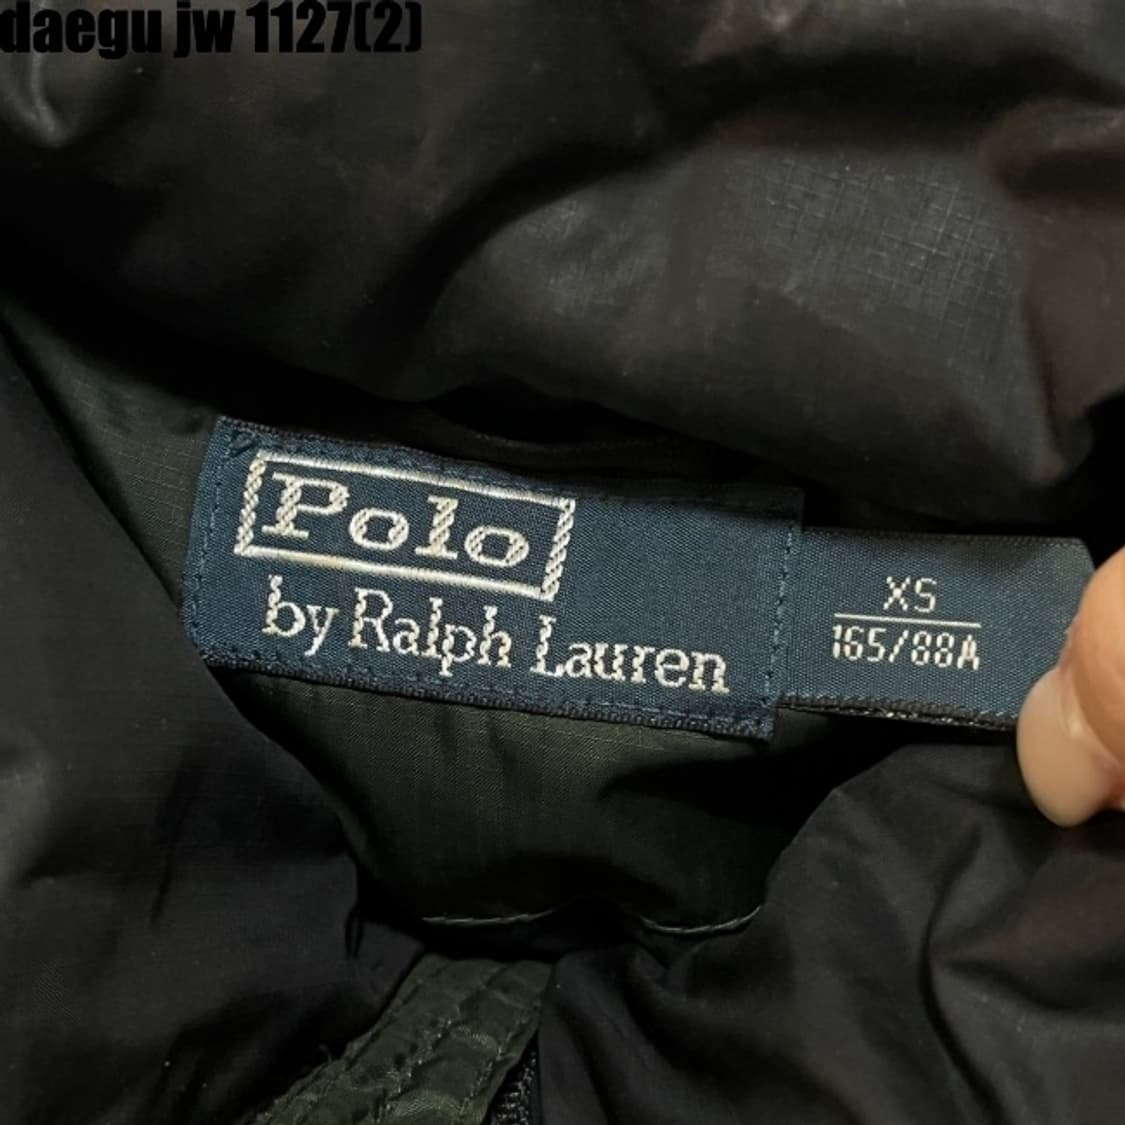 daegu jw 1127(2)
Polo
by Ralph Lauren
XS
165/88A